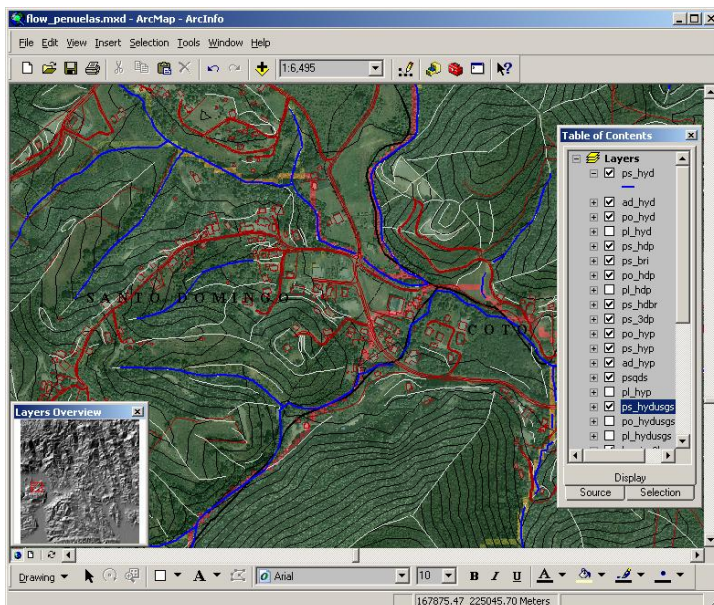 flow_penuelas.mxd - ArcMap - ArcInfo
File Edit View Insert Selection Tools Window Help
1:6,495
Table of Contents
Layers
ps_hyd
ad_hyd
po_hyd
pl_hyd
ps_hdp
ps_bri
po_hdp
pl_hdp
ps_hdbr
ps_3dp
po_hyp
ps_hyp
ad_hyp
psqds
pl_hyp
ps_hydusgs
po_hydusgs
pl_hydusgs
Display
Source Selection
SANTO DOMINGO
COTO
Layers Overview
Drawing A Arial 10 B I U A
167875.47 225045.70 Meters